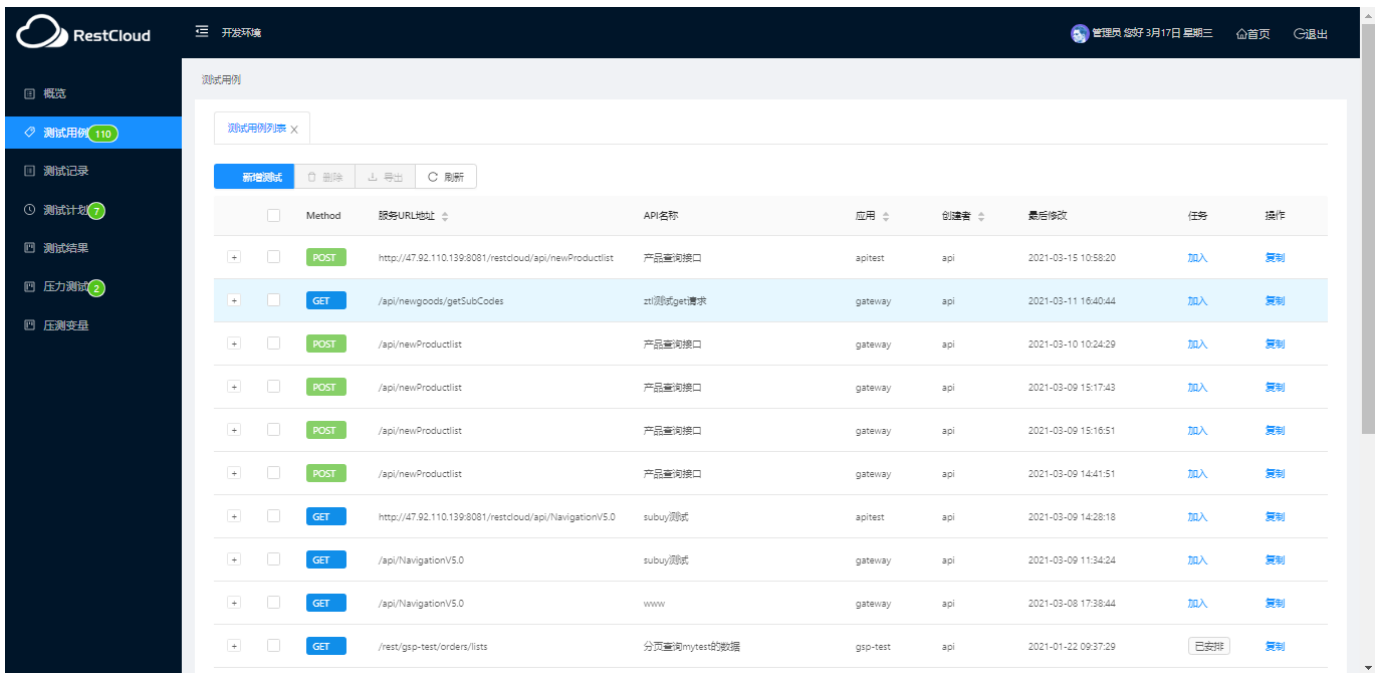 RestCloud
开发环境
管理员 您好 3月17日 星期三 首页 退出
概览
测试用例 110
测试记录
测试计划 7
测试结果
压力测试 2
压测变量
测试用例
测试用例列表 X
新增测试 删除 导出 刷新
Method 服务URL地址 API名称 应用 创建者 最后修改 任务 操作
+ POST http://47.92.110.139:8081/restcloud/api/newProductlist 产品查询接口 apitest api 2021-03-15 10:58:20 加入 复制
+ GET /api/newgoods/getSubCodes ztl测试get请求 gateway api 2021-03-11 16:40:44 加入 复制
+ POST /api/newProductlist 产品查询接口 gateway api 2021-03-10 10:24:29 加入 复制
+ POST /api/newProductlist 产品查询接口 gateway api 2021-03-09 15:17:43 加入 复制
+ POST /api/newProductlist 产品查询接口 gateway api 2021-03-09 15:16:51 加入 复制
+ POST /api/newProductlist 产品查询接口 gateway api 2021-03-09 14:41:51 加入 复制
+ GET http://47.92.110.139:8081/restcloud/api/NavigationV5.0 subuy测试 apitest api 2021-03-09 14:28:18 加入 复制
+ GET /api/NavigationV5.0 subuy测试 gateway api 2021-03-09 11:34:24 加入 复制
+ GET /api/NavigationV5.0 www gateway api 2021-03-08 17:38:44 加入 复制
+ GET /rest/gsp-test/orders/lists 分页查询mytest的数据 gsp-test api 2021-01-22 09:37:29 已安排 复制